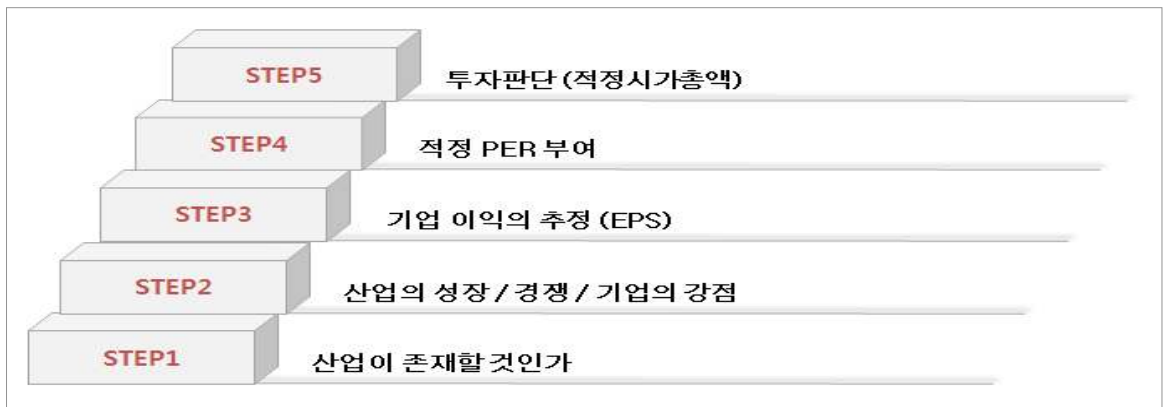 STEP5 투자판단 (적정시가총액)
STEP4 적정 PER 부여
STEP3 기업 이익의 추정 (EPS)
STEP2 산업의 성장 / 경쟁 / 기업의 강점
STEP1 산업이 존재할것인가